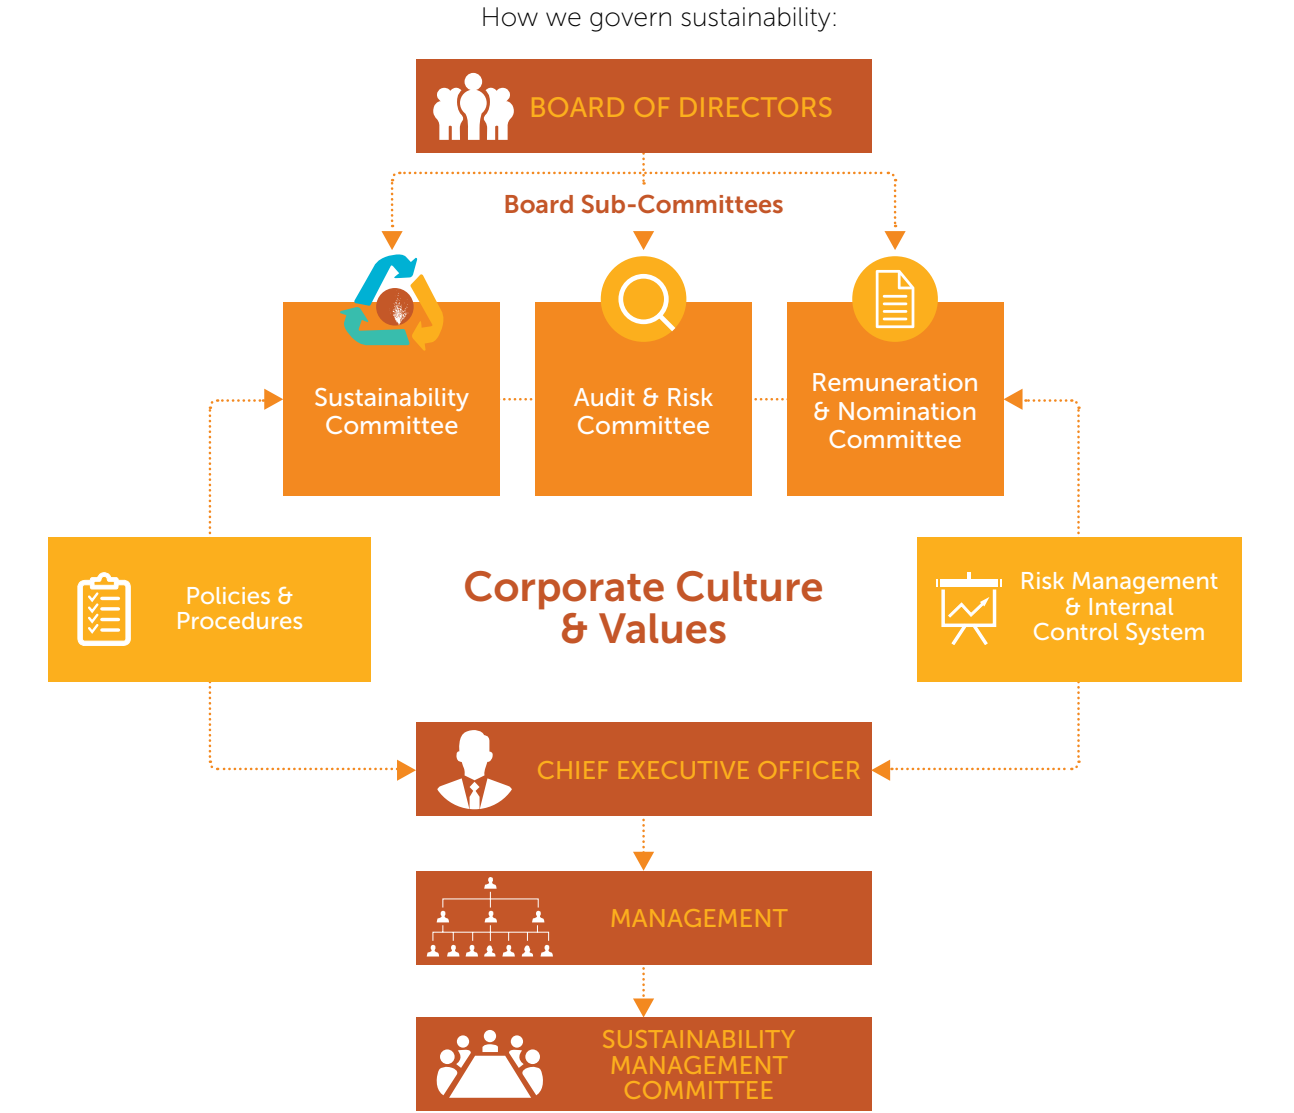 How we govern sustainability:
BOARD OF DIRECTORS
Board Sub-Committees
Sustainability
Committee
Audit & Risk
Committee
Remuneration
& Nomination
Committee
Policies &
Procedures
Corporate Culture
& Values
Risk Management
& Internal
Control System
CHIEF EXECUTIVE OFFICER
MANAGEMENT
SUSTAINABILITY
MANAGEMENT
COMMITTEE